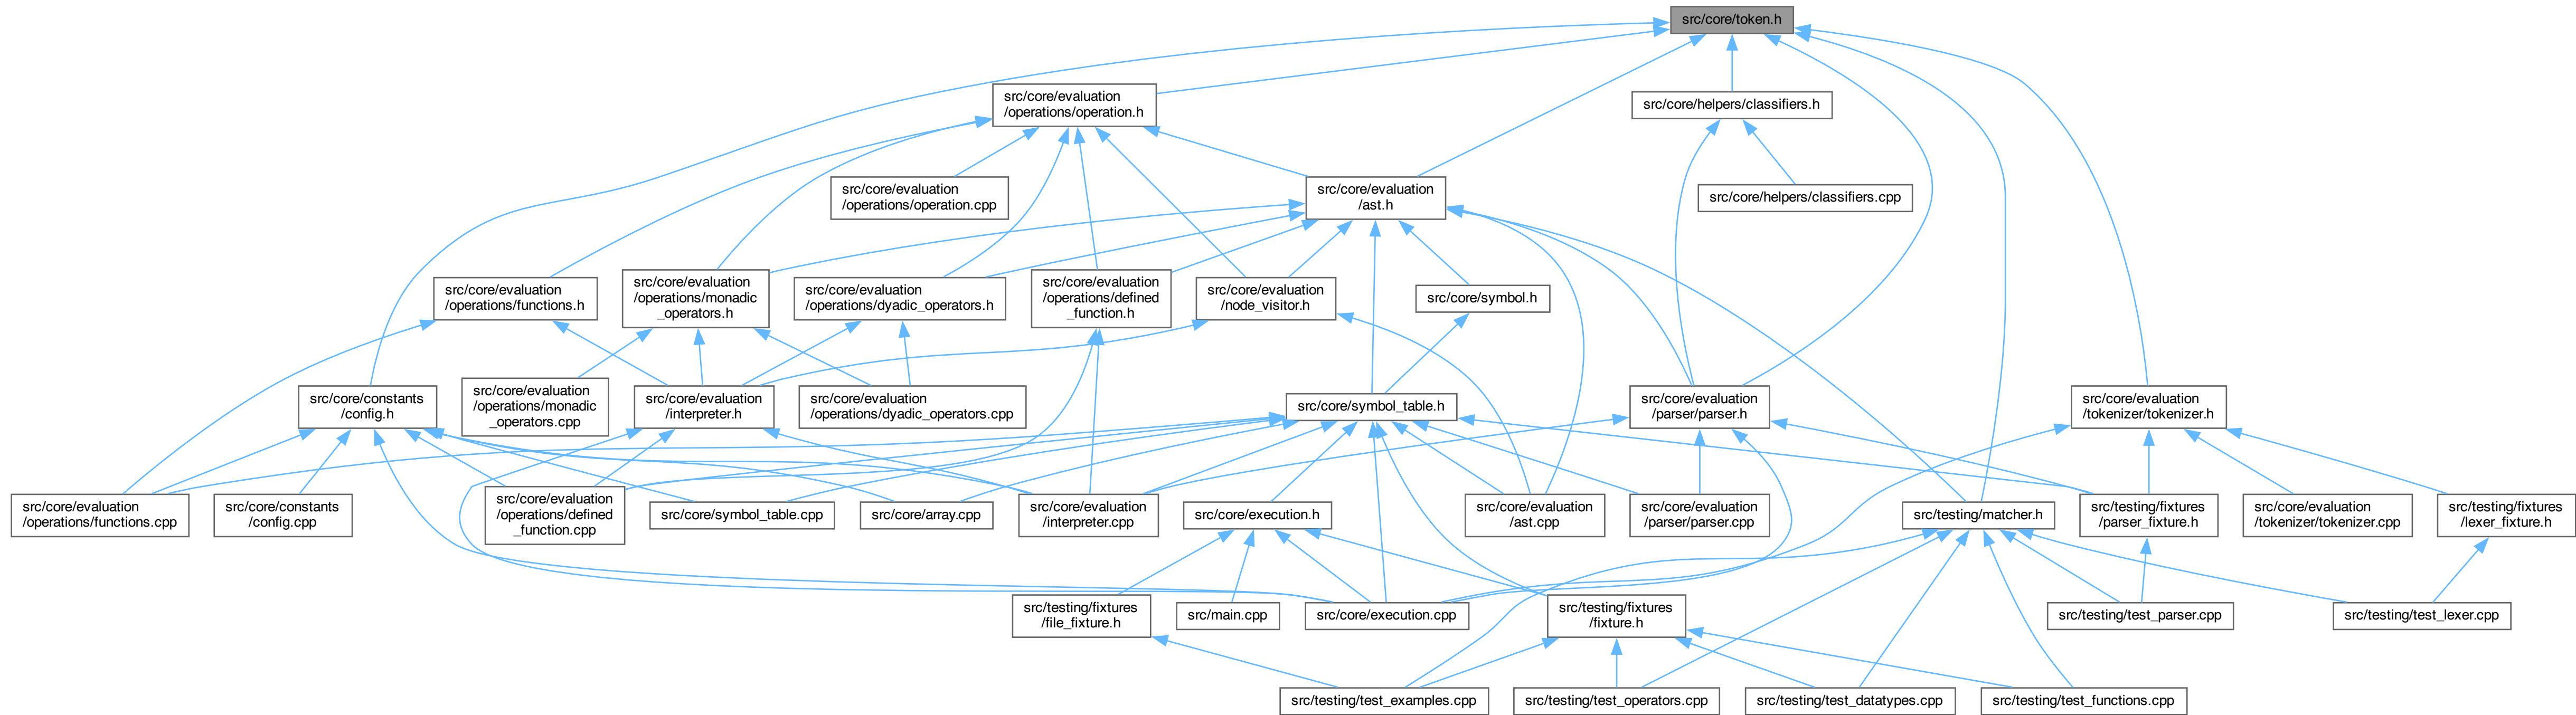 src/core/token.h
src/core/evaluation
/operations/operation.h
src/core/helpers/classifiers.h
src/core/evaluation
/operations/operation.cpp
src/core/evaluation
/ast.h
src/core/helpers/classifiers.cpp
src/core/evaluation
/operations/functions.h
src/core/evaluation
/operations/monadic
_operators.h
src/core/evaluation
/operations/dyadic_operators.h
src/core/evaluation
/operations/defined
_function.h
src/core/evaluation
/node_visitor.h
src/core/symbol.h
src/core/constants
/config.h
src/core/evaluation
/operations/monadic
_operators.cpp
src/core/evaluation
/interpreter.h
src/core/evaluation
/operations/dyadic_operators.cpp
src/core/symbol_table.h
src/core/evaluation
/parser/parser.h
src/core/evaluation
/tokenizer/tokenizer.h
src/core/evaluation
/operations/functions.cpp
src/core/constants
/config.cpp
src/core/evaluation
/operations/defined
_function.cpp
src/core/symbol_table.cpp
src/core/array.cpp
src/core/evaluation
/interpreter.cpp
src/core/execution.h
src/core/evaluation
/ast.cpp
src/core/evaluation
/parser/parser.cpp
src/testing/matcher.h
src/testing/fixtures
/parser_fixture.h
src/core/evaluation
/tokenizer/tokenizer.cpp
src/testing/fixtures
/lexer_fixture.h
src/testing/fixtures
/file_fixture.h
src/main.cpp
src/core/execution.cpp
src/testing/fixtures
/fixture.h
src/testing/test_parser.cpp
src/testing/test_lexer.cpp
src/testing/test_examples.cpp
src/testing/test_operators.cpp
src/testing/test_datatypes.cpp
src/testing/test_functions.cpp